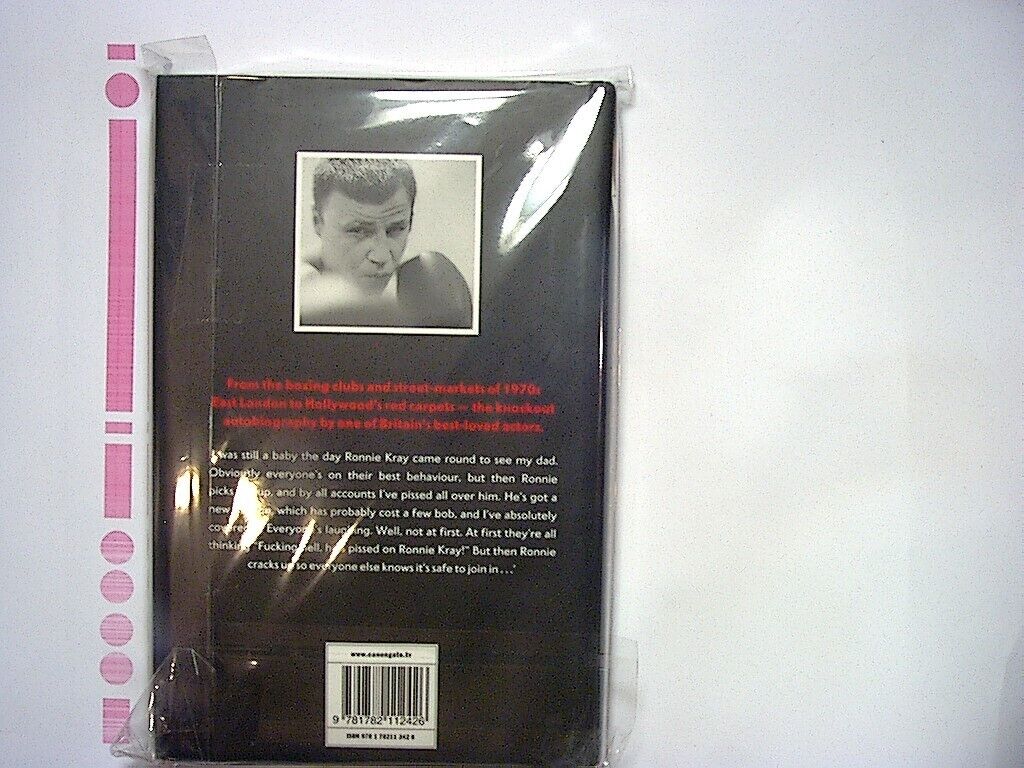 From the boxing clubs and street-markets of 1970s
East London to Hollywood's red carpets – the knockout
autobiography by one of Britain's best-loved actors.
was still a baby the day Ronnie Kray came round to see my dad.
Obviously everyone's on their best behaviour, but then Ronnie
picks up, and by all accounts I've pissed all over him. He's got a
new which has probably cost a few bob, and I've absolutely
Everyone's laughing. Well, not at first. At first they're all
thinking "Fucking hell, pissed on Ronnie Kray!" But then Ronnie
cracks up so everyone else knows it's safe to join in...'
www.canongate.tv
9 781782 112426
ISBN 978 1 78211 242 6